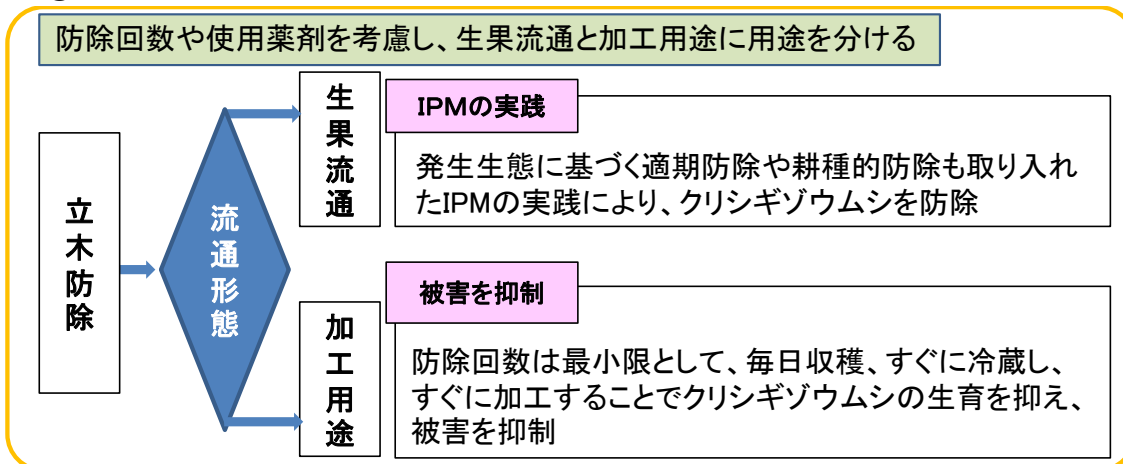 防除回数や使用薬剤を考慮し、生果流通と加工用途に用途を分ける
立木防除
流通形態
生果流通
IPMの実践
発生生態に基づく適期防除や耕種的防除も取り入れ
たIPMの実践により、クリシギゾウムシを防除
加工用途
被害を抑制
防除回数は最小限として、毎日収穫、すぐに冷蔵し、
すぐに加工することでクリシギゾウムシの生育を抑え、
被害を抑制